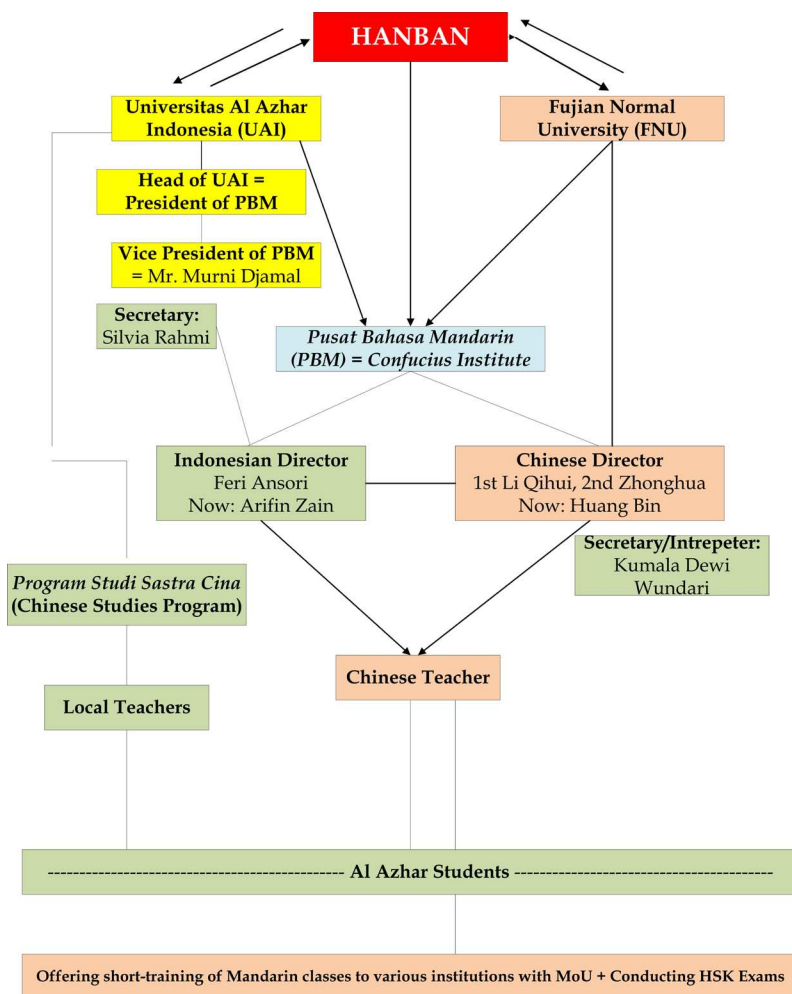 HANBAN
Universitas Al Azhar
Indonesia (UAI)
Fujian Normal
University (FNU)
Head of UAI =
President of PBM
Vice President of PBM
= Mr. Murni Djamal
Secretary:
Silvia Rahmi
Pusat Bahasa Mandarin
(PBM) = Confucius Institute
Indonesian Director
Feri Ansori
Now: Arifin Zain
Chinese Director
1st Li Qihui, 2nd Zhonghua
Now: Huang Bin
Secretary/Intrepeter:
Kumala Dewi
Wundari
Program Studi Sastra Cina
(Chinese Studies Program)
Chinese Teacher
Local Teachers
Al Azhar Students
Offering short-training of Mandarin classes to various institutions with MoU + Conducting HSK Exams